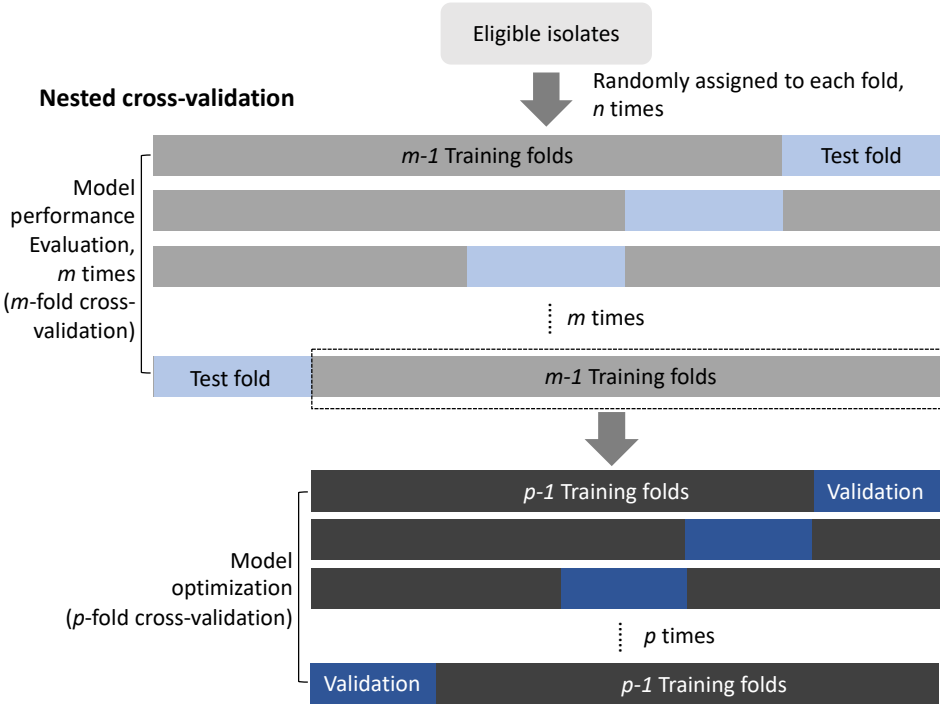 Eligible isolates
Randomly assigned to each fold,
n times
Nested cross-validation
m-1 Training folds
Test fold
Model
performance
Evaluation,
m times
(m-fold cross-
validation)
m times
Test fold
m-1 Training folds
p-1 Training folds
Validation
Model
optimization
(p-fold cross-validation)
p times
Validation
p-1 Training folds